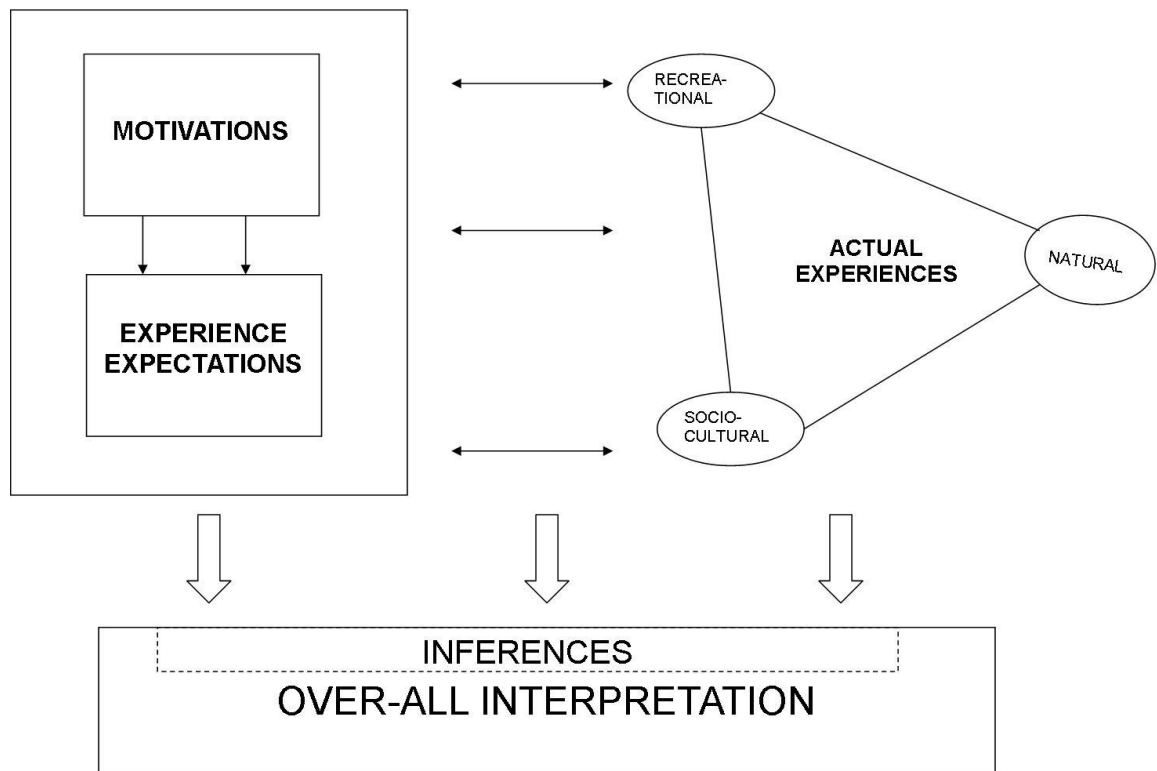 MOTIVATIONS
EXPERIENCE
EXPECTATIONS
RECREA-
TIONAL
ACTUAL
EXPERIENCES
NATURAL
SOCIO-
CULTURAL
INFERENCES
OVER-ALL INTERPRETATION